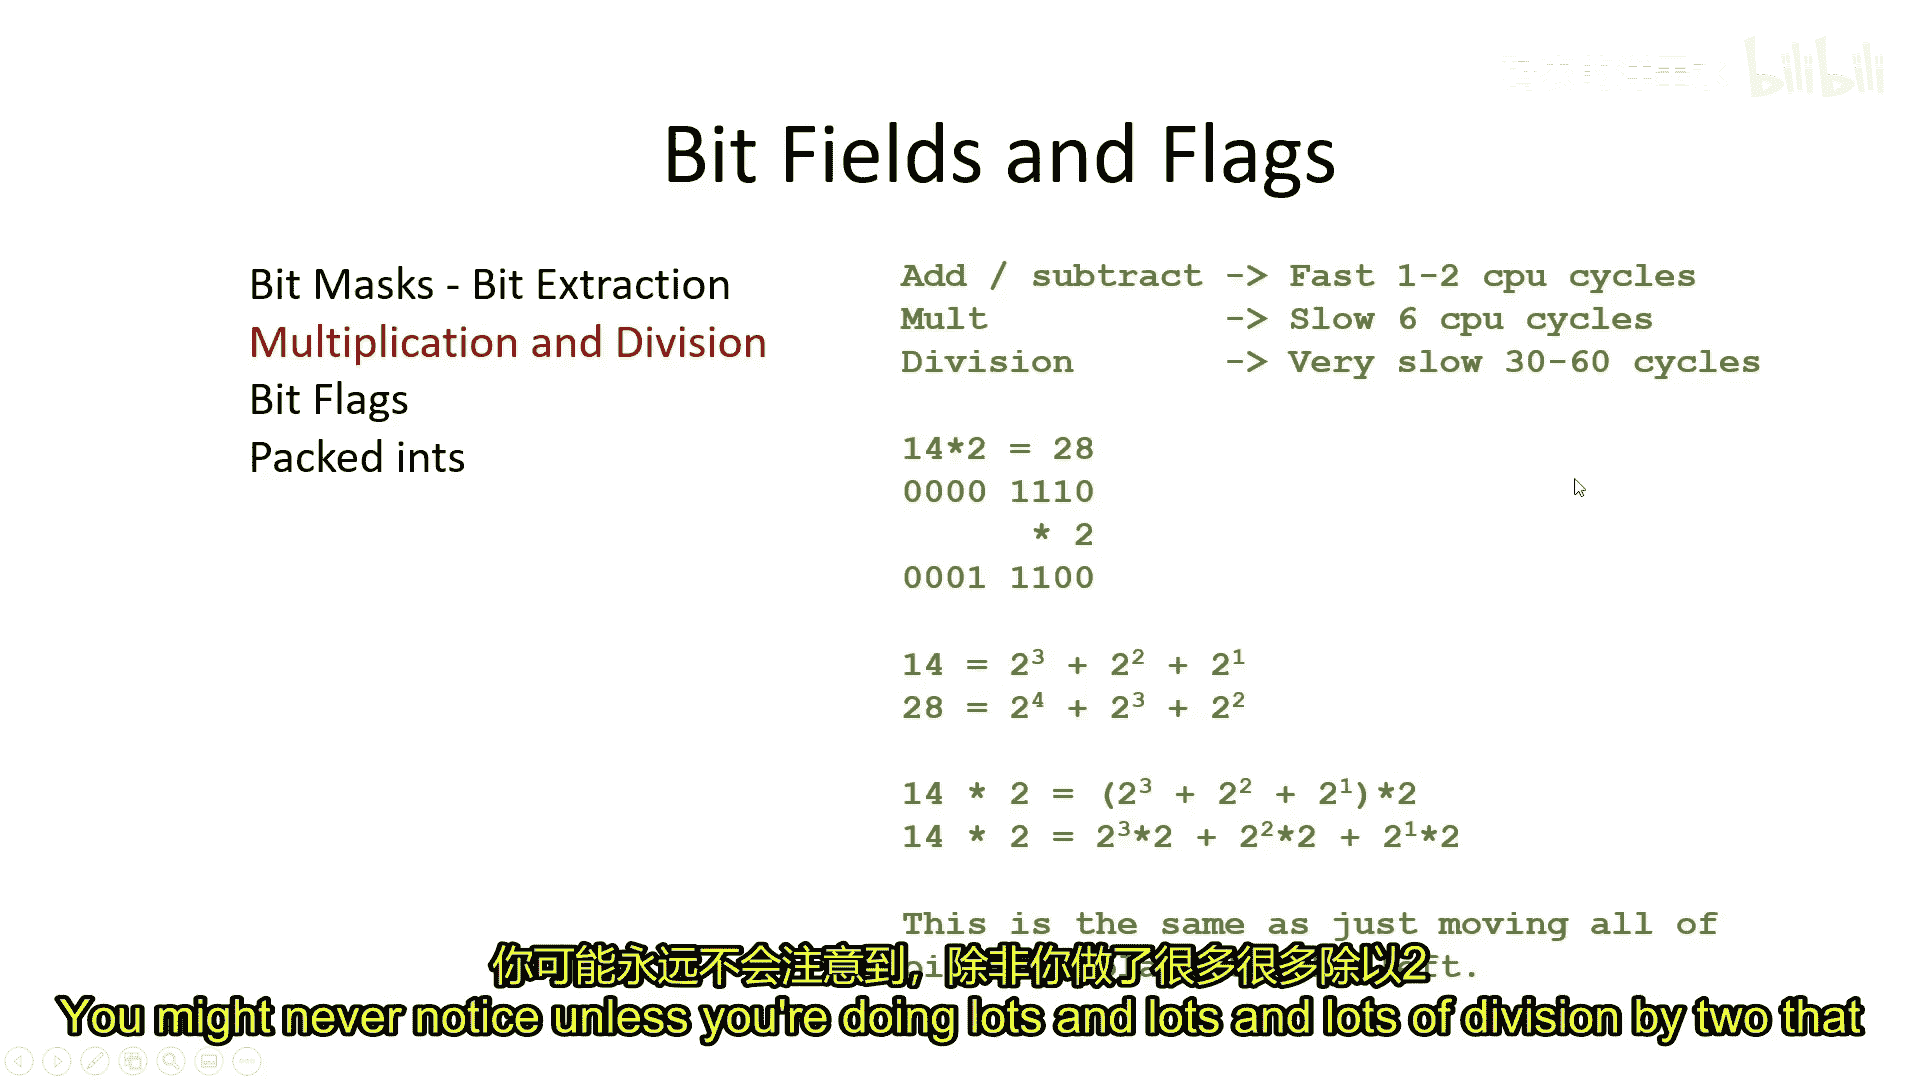 bilibili
Bit Fields and Flags
Bit Masks - Bit Extraction
Multiplication and Division
Bit Flags
Packed ints
Add / subtract -> Fast 1-2 cpu cycles
Mult -> Slow 6 cpu cycles
Division -> Very slow 30-60 cycles
14*2 = 28
0000 1110
* 2
0001 1100
14 = 2³ + 2² + 2¹
28 = 2⁴ + 2³ + 2²
14 * 2 = (2³ + 2² + 2¹)*2
14 * 2 = 2³*2 + 2²*2 + 2¹*2
This is the same as just moving all of
你可能永远不会注意到，除非你做了很多很多除以2
You might never notice unless you're doing lots and lots and lots of division by two that